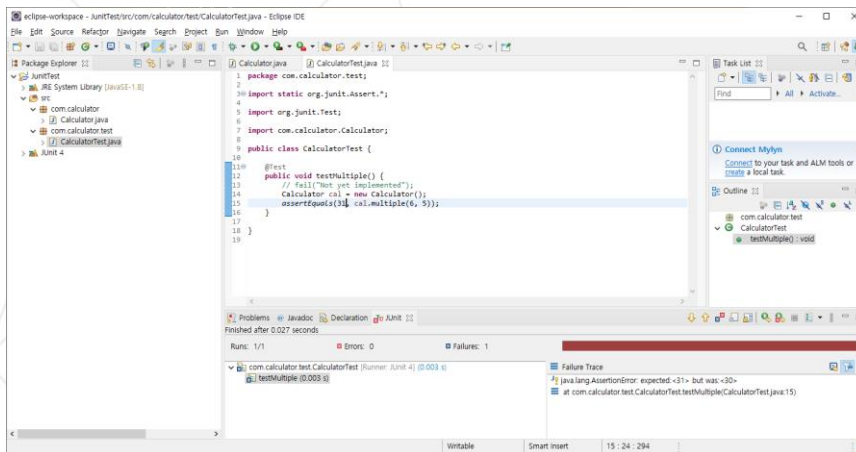 eclipse-workspace - JunitTest/src/com/calculator/test/CalculatorTest.java - Eclipse IDE
File Edit Source Refactor Navigate Search Project Run Window Help
Package Explorer
JunitTest
JRE System Library [JavaSE-1.8]
src
com.calculator
Calculator.java
com.calculator.test
CalculatorTest.java
JUnit 4
Calculator.java
CalculatorTest.java
1 package com.calculator.test;
2
3 import static org.junit.Assert.*;
4
5 import org.junit.Test;
6
7 import com.calculator.Calculator;
8
9 public class CalculatorTest {
10
11 @Test
12 public void testMultiple() {
13 // fail("Not yet implemented");
14 Calculator cal = new Calculator();
15 assertEquals(31, cal.multiple(6, 5));
16 }
17
18 }
19
Task List
Find All Activate...
Connect Mylyn
Connect to your task and ALM tools or
create a local task.
Outline
com.calculator.test
CalculatorTest
testMultiple() : void
Problems Javadoc Declaration JUnit
Finished after 0.027 seconds
Runs: 1/1 Errors: 0 Failures: 1
com.calculator.test.CalculatorTest [Runner: JUnit 4] (0.003 s)
testMultiple (0.003 s)
Failure Trace
java.lang.AssertionError: expected:<31> but was:<30>
at com.calculator.test.CalculatorTest.testMultiple(CalculatorTest.java:15)
Writable Smart Insert 15 : 24 : 294